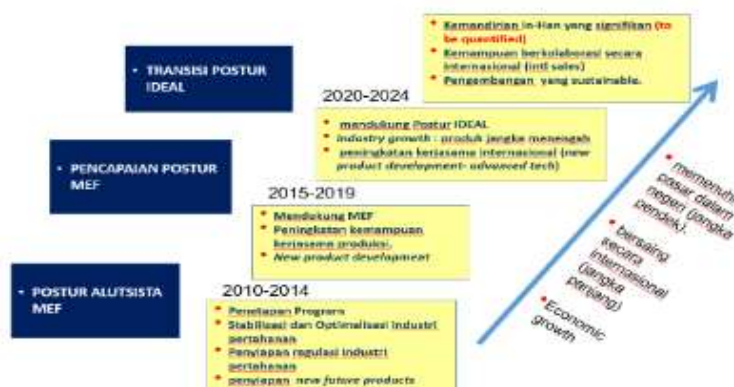 • Kemandirian In-Han yang signifikan (to
be quantified)
• Kemampuan berkolaborasi secara
internasional (intl sales)
• Pengembangan yang sustainable.
• TRANSISI POSTUR
IDEAL
2020-2024
• mendukung Postur IDEAL
• Industry growth : produk jangka menengah
• peningkatan kerjasama internasional (new
product development- advanced tech)
• PENCAPAIAN POSTUR
MEF
2015-2019
• Mendukung MEF
• Peningkatan kemampuan
kerjasama produksi.
• New product development
• POSTUR ALUTSISTA
MEF
2010-2014
• Penetapan Program
• Stabilisasi dan Optimalisasi industri
pertahanan
• Penyiapan regulasi industri
pertahanan
• penyiapan new future products
• memenuhi
pasar dalam
negeri (jangka
pendek).
• bersaing
secara
internasional
(jangka
panjang)
• Economic
growth